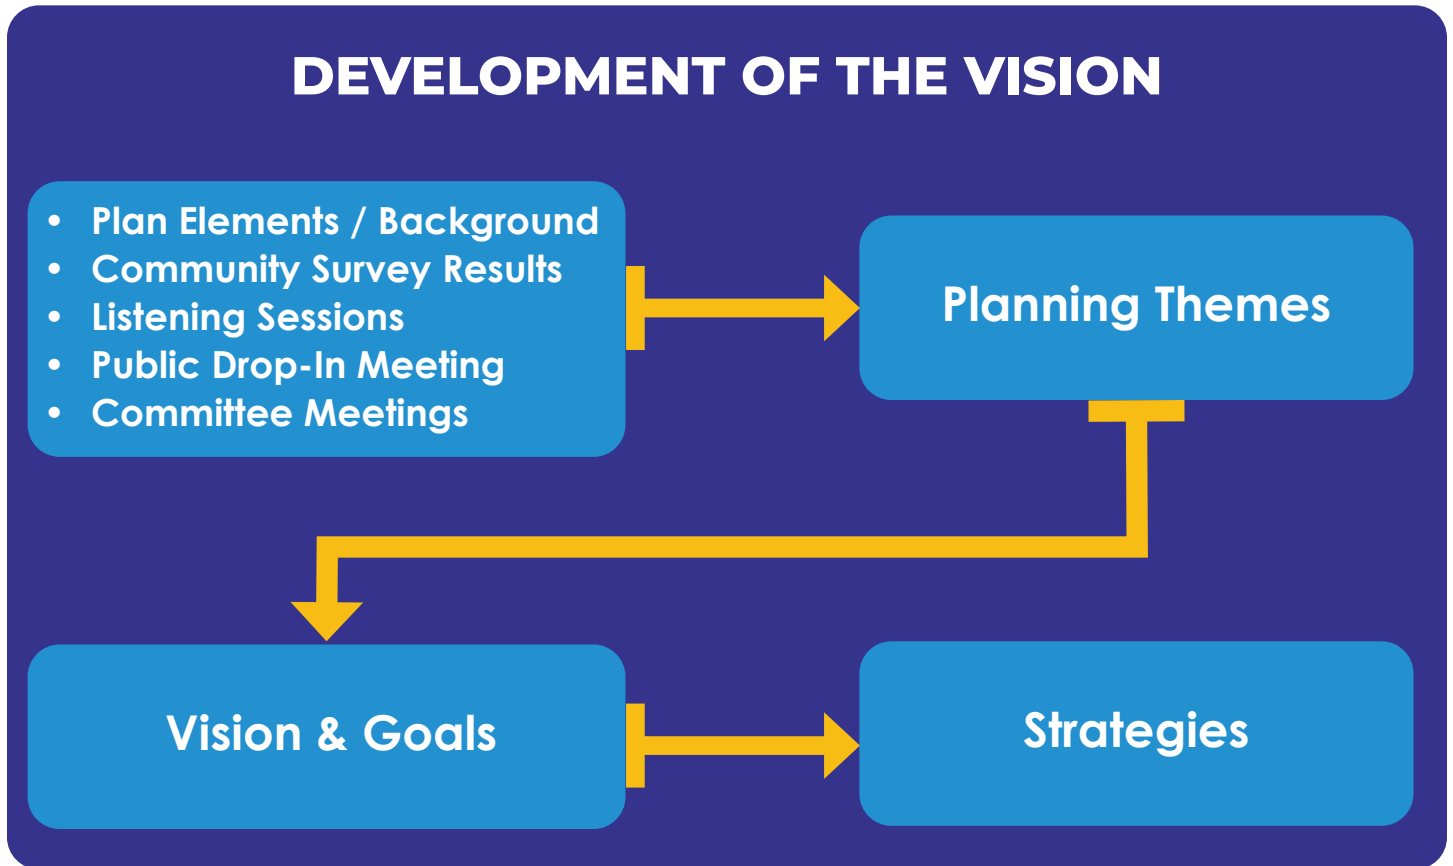 DEVELOPMENT OF THE VISION
• Plan Elements / Background
• Community Survey Results
• Listening Sessions
• Public Drop-In Meeting
• Committee Meetings
Planning Themes
Vision & Goals
Strategies